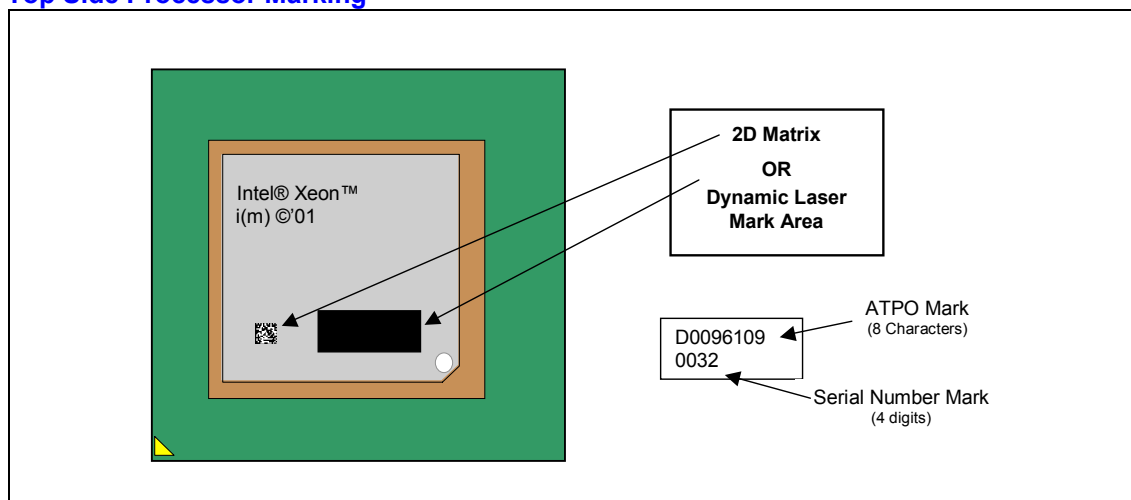 Top Side Processor Marking
Intel® Xeon™
i(m) ©'01
2D Matrix
OR
Dynamic Laser
Mark Area
D0096109
0032
ATPO Mark
(8 Characters)
Serial Number Mark
(4 digits)